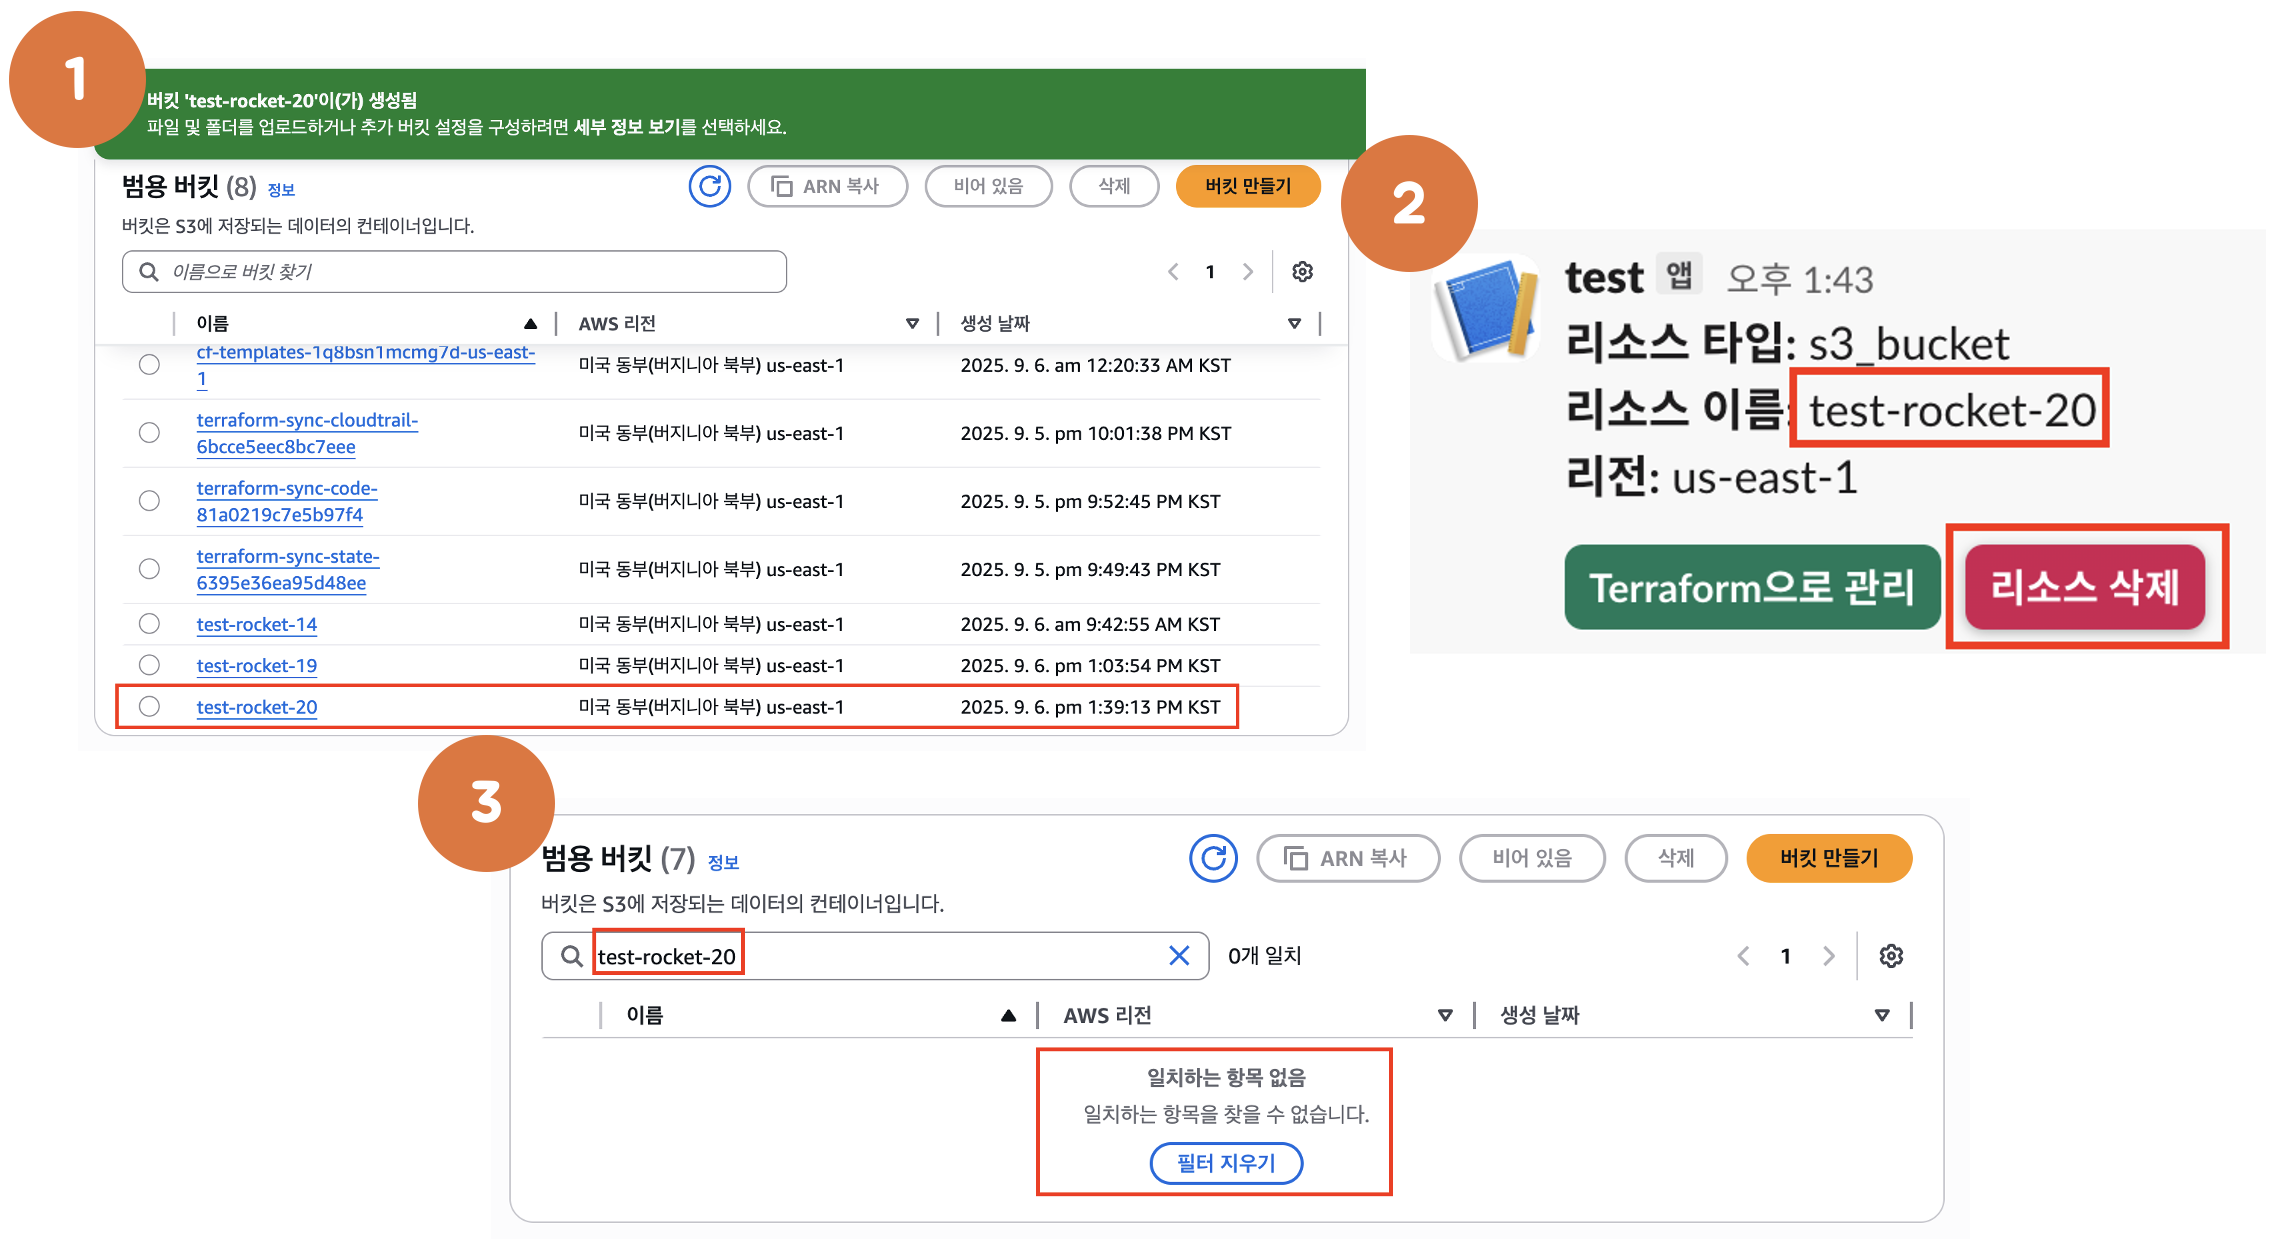 1
버킷 'test-rocket-20'이(가) 생성됨
파일 및 폴더를 업로드하거나 추가 버킷 설정을 구성하려면 세부 정보 보기를 선택하세요.
범용 버킷 (8) 정보
ARN 복사 비어 있음 삭제 버킷 만들기
버킷은 S3에 저장되는 데이터의 컨테이너입니다.
이름으로 버킷 찾기
1
이름 AWS 리전 생성 날짜
cf-templates-1q8bsn1mcmg7d-us-east-
1
미국 동부(버지니아 북부) us-east-1 2025. 9. 6. am 12:20:33 AM KST
terraform-sync-cloudtrail-
6bcce5eec8bc7eee
미국 동부(버지니아 북부) us-east-1 2025. 9. 5. pm 10:01:38 PM KST
terraform-sync-code-
81a0219c7e5b97f4
미국 동부(버지니아 북부) us-east-1 2025. 9. 5. pm 9:52:45 PM KST
terraform-sync-state-
6395e36ea95d48ee
미국 동부(버지니아 북부) us-east-1 2025. 9. 5. pm 9:49:43 PM KST
test-rocket-14 미국 동부(버지니아 북부) us-east-1 2025. 9. 6. am 9:42:55 AM KST
test-rocket-19 미국 동부(버지니아 북부) us-east-1 2025. 9. 6. pm 1:03:54 PM KST
test-rocket-20 미국 동부(버지니아 북부) us-east-1 2025. 9. 6. pm 1:39:13 PM KST
2
test 앱 오후 1:43
리소스 타입: s3_bucket
리소스 이름: test-rocket-20
리전: us-east-1
Terraform으로 관리 리소스 삭제
3
범용 버킷 (7) 정보
ARN 복사 비어 있음 삭제 버킷 만들기
버킷은 S3에 저장되는 데이터의 컨테이너입니다.
test-rocket-20 0개 일치
1
이름 AWS 리전 생성 날짜
일치하는 항목 없음
일치하는 항목을 찾을 수 없습니다.
필터 지우기